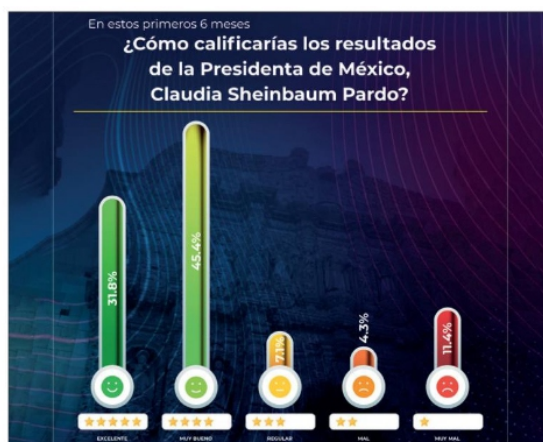 En estos primeros 6 meses
¿Cómo calificarías los resultados
de la Presidenta de México,
Claudia Sheinbaum Pardo?
31.8%
45.4%
7.1%
4.3%
11.4%
EXCELENTE
MUY BUENO
REGULAR
MAL
MUY MAL